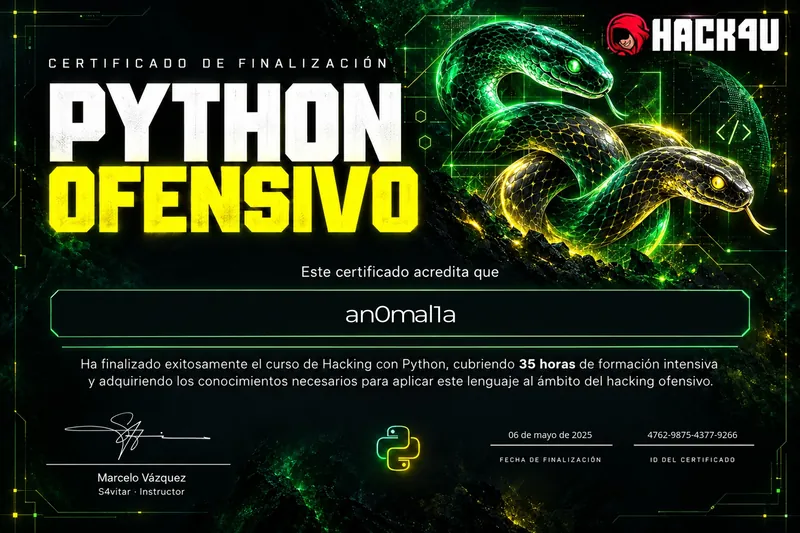 HACK4U
CERTIFICADO DE FINALIZACIÓN
PYTHON
OFENSIVO
</>
Este certificado acredita que
an0mal1a
Ha finalizado exitosamente el curso de Hacking con Python, cubriendo 35 horas de formación intensiva
y adquiriendo los conocimientos necesarios para aplicar este lenguaje al ámbito del hacking ofensivo.
Marcelo Vázquez
S4vitar · Instructor
06 de mayo de 2025
FECHA DE FINALIZACIÓN
4762-9875-4377-9266
ID DEL CERTIFICADO